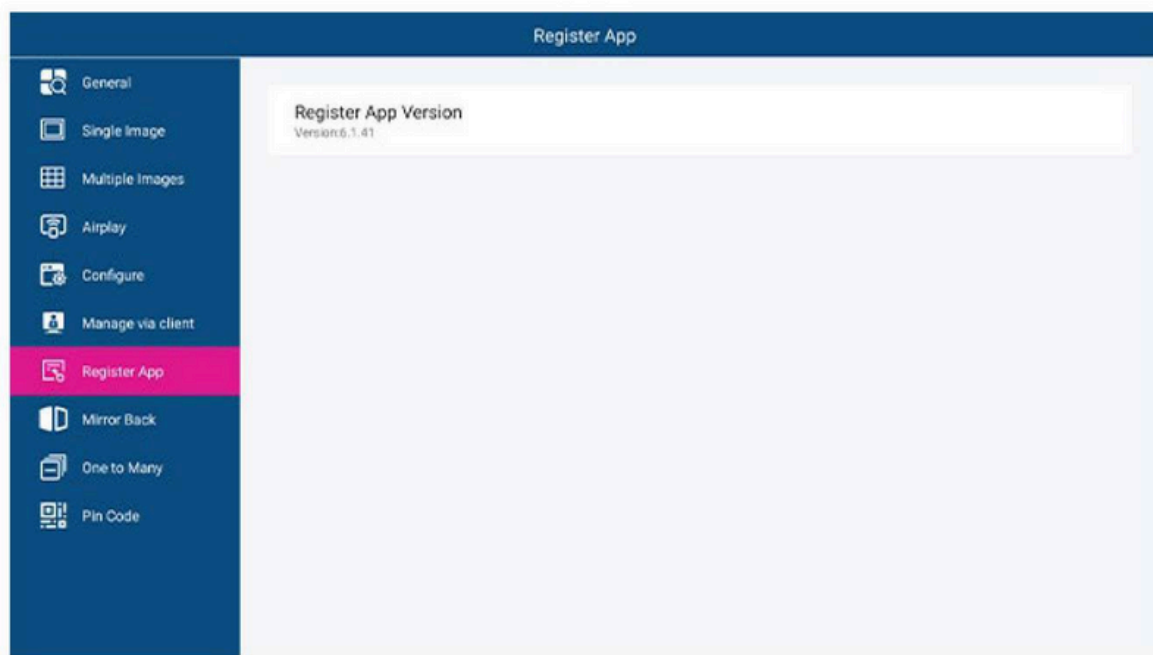 Register App
General
Single Image
Multiple Images
Airplay
Configure
Manage via client
Register App
Mirror Back
One to Many
Pin Code
Register App Version
Version:6.1.41